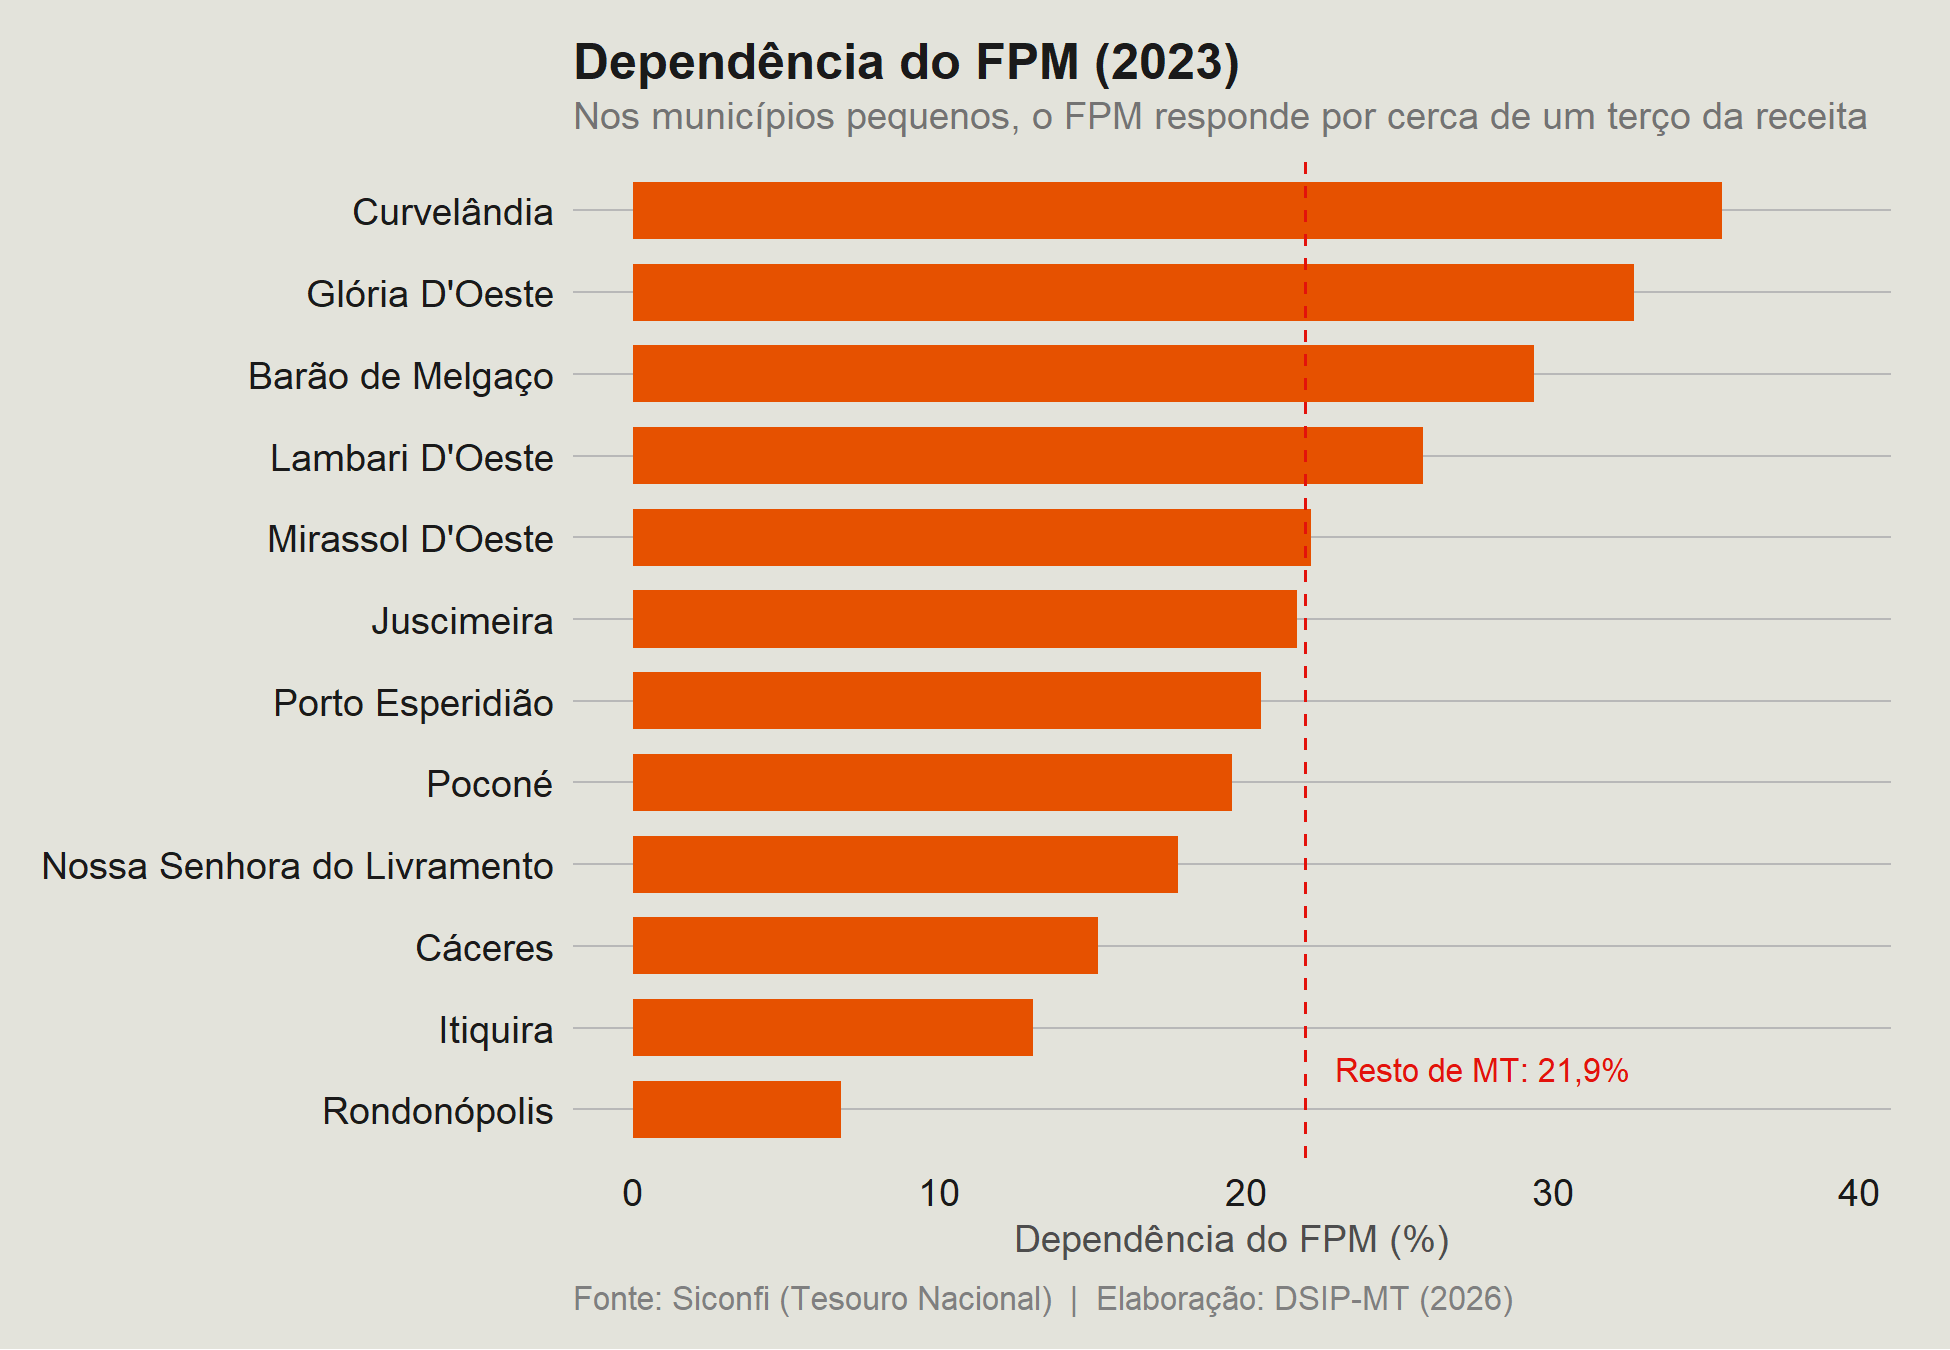 Dependência do FPM (2023)
Nos municípios pequenos, o FPM responde por cerca de um terço da receita
Curvelândia
Glória D'Oeste
Barão de Melgaço
Lambari D'Oeste
Mirassol D'Oeste
Juscimeira
Porto Esperidião
Poconé
Nossa Senhora do Livramento
Cáceres
Itiquira
Resto de MT: 21,9%
Rondonópolis
0 10 20 30 40
Dependência do FPM (%)
Fonte: Siconfi (Tesouro Nacional) | Elaboração: DSIP-MT (2026)